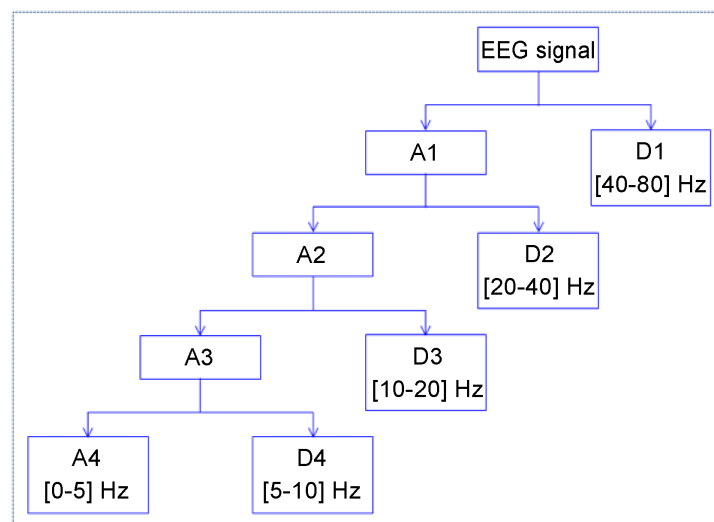 EEG signal
A1
D1
[40-80] Hz
A2
D2
[20-40] Hz
A3
D3
[10-20] Hz
A4
[0-5] Hz
D4
[5-10] Hz